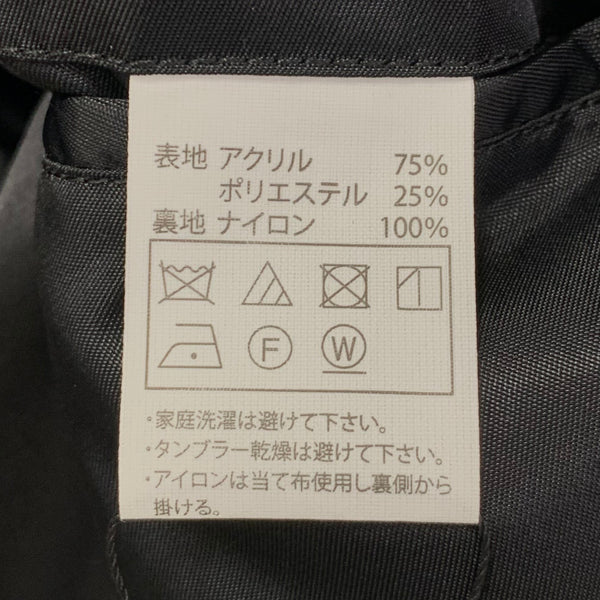 表地 アクリル 75%
ポリエステル 25%
裏地 ナイロン 100%
F W
・家庭洗濯は避けて下さい。
・タンブラー乾燥は避けて下さい。
・アイロンは当て布使用し裏側から
掛ける。